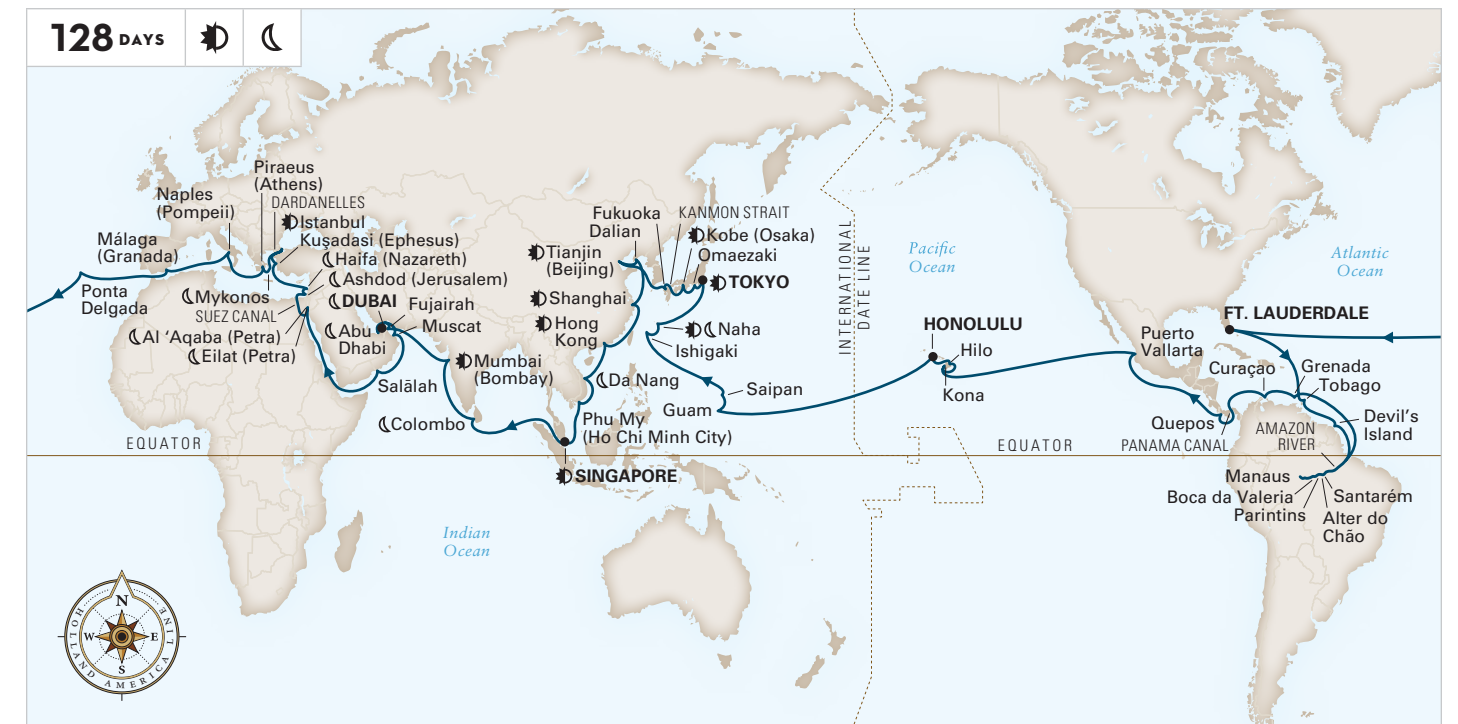 128 DAYS
Piraeus
(Athens)
Naples
(Pompeii)
DARDANELLES
Istanbul
Kuşadasi (Ephesus)
Málaga
(Granada)
Haifa (Nazareth)
Ashdod (Jerusalem)
Ponta
Delgada
Mykonos
SUEZ CANAL
DUBAI
Fujairah
Muscat
Al ‘Aqaba (Petra)
Eilat (Petra)
Abu
Dhabi
Salālah
Mumbai
(Bombay)
Colombo
Fukuoka
Dalian
KANMON STRAIT
Kobe (Osaka)
Omaezaki
Tianjin
(Beijing)
TOKYO
Shanghai
Hong
Kong
Naha
Ishigaki
Da Nang
Saipan
Guam
Phu My
(Ho Chi Minh City)
SINGAPORE
EQUATOR
Indian
Ocean
INTERNATIONAL
DATE LINE
Pacific
Ocean
HONOLULU
Hilo
Kona
EQUATOR
Atlantic
Ocean
FT. LAUDERDALE
Puerto
Vallarta
Curaçao
Grenada
Tobago
Quepos
PANAMA CANAL
Devil’s
Island
AMAZON
RIVER
Manaus
Boca da Valeria
Parintins
Santarém
Alter do
Chão
N
W
E
S
HOLLAND AMERICA LINE